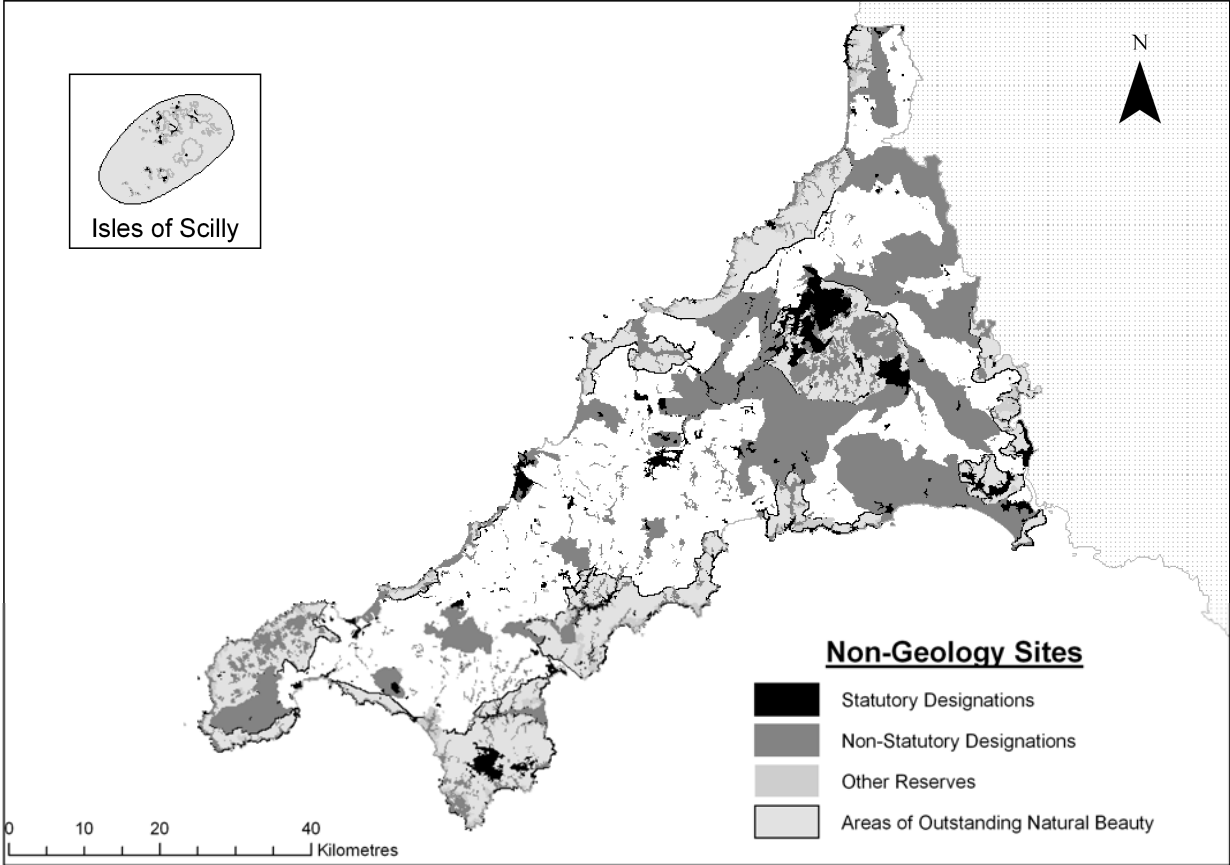 N
Isles of Scilly
Non-Geology Sites
Statutory Designations
Non-Statutory Designations
Other Reserves
Areas of Outstanding Natural Beauty
0 10 20 40
Kilometres